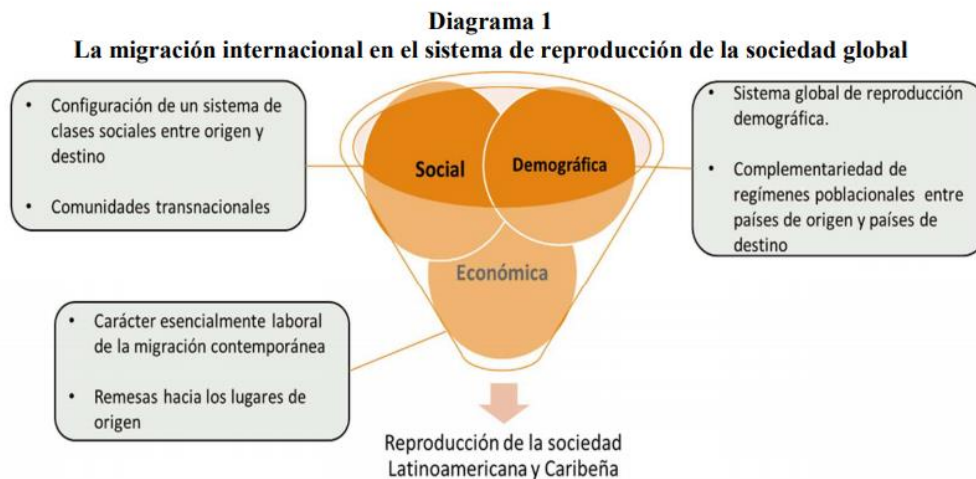 Diagrama 1
La migración internacional en el sistema de reproducción de la sociedad global
• Configuración de un sistema de
clases sociales entre origen y
destino
• Comunidades transnacionales
Social
Demográfica
• Sistema global de reproducción
demográfica.
• Complementariedad de
regímenes poblacionales entre
países de origen y países de
destino
Económica
• Carácter esencialmente laboral
de la migración contemporánea
• Remesas hacia los lugares de
origen
Reproducción de la sociedad
Latinoamericana y Caribeña